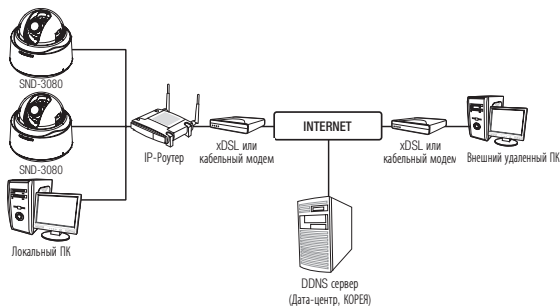 SND-3080
SND-3080
Локальный ПК
IP-Роутер
xDSL или
кабельный модем
INTERNET
xDSL или
кабельный модем
Внешний удаленный ПК
DDNS сервер
(Дата-центр, КОРЕЯ)